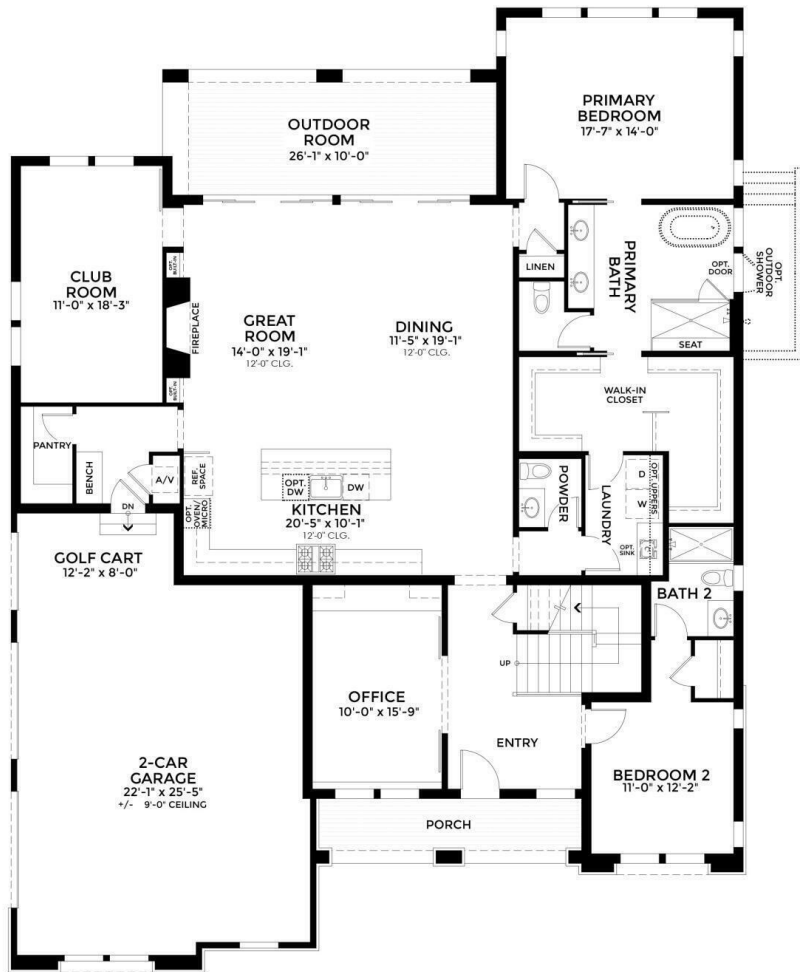 PRIMARY
BEDROOM
17'-7" x 14'-0"
OUTDOOR
ROOM
26'-1" x 10'-0"
CLUB
ROOM
11'-0" x 18'-3"
OPT.
BUILT-IN
FIREPLACE
OPT.
BUILT-IN
GREAT
ROOM
14'-0" x 19'-1"
12'-0" CLG.
DINING
11'-5" x 19'-1"
12'-0" CLG.
LINEN
PRIMARY
BATH
OPT.
DOOR
SEAT
OPT.
OUTDOOR
SHOWER
WALK-IN
CLOSET
PANTRY
BENCH
A/V
DN
REF.
SPACE
OPT.
OVEN/
MICRO
OPT.
DW
DW
KITCHEN
20'-5" x 10'-1"
12'-0" CLG.
POWDER
LAUNDRY
D
W
OPT. UPPERS
OPT.
SINK
GOLF CART
12'-2" x 8'-0"
BATH 2
UP
OFFICE
10'-0" x 15'-9"
ENTRY
2-CAR
GARAGE
22'-1" x 25'-5"
+/- 9'-0" CEILING
BEDROOM 2
11'-0" x 12'-2"
PORCH